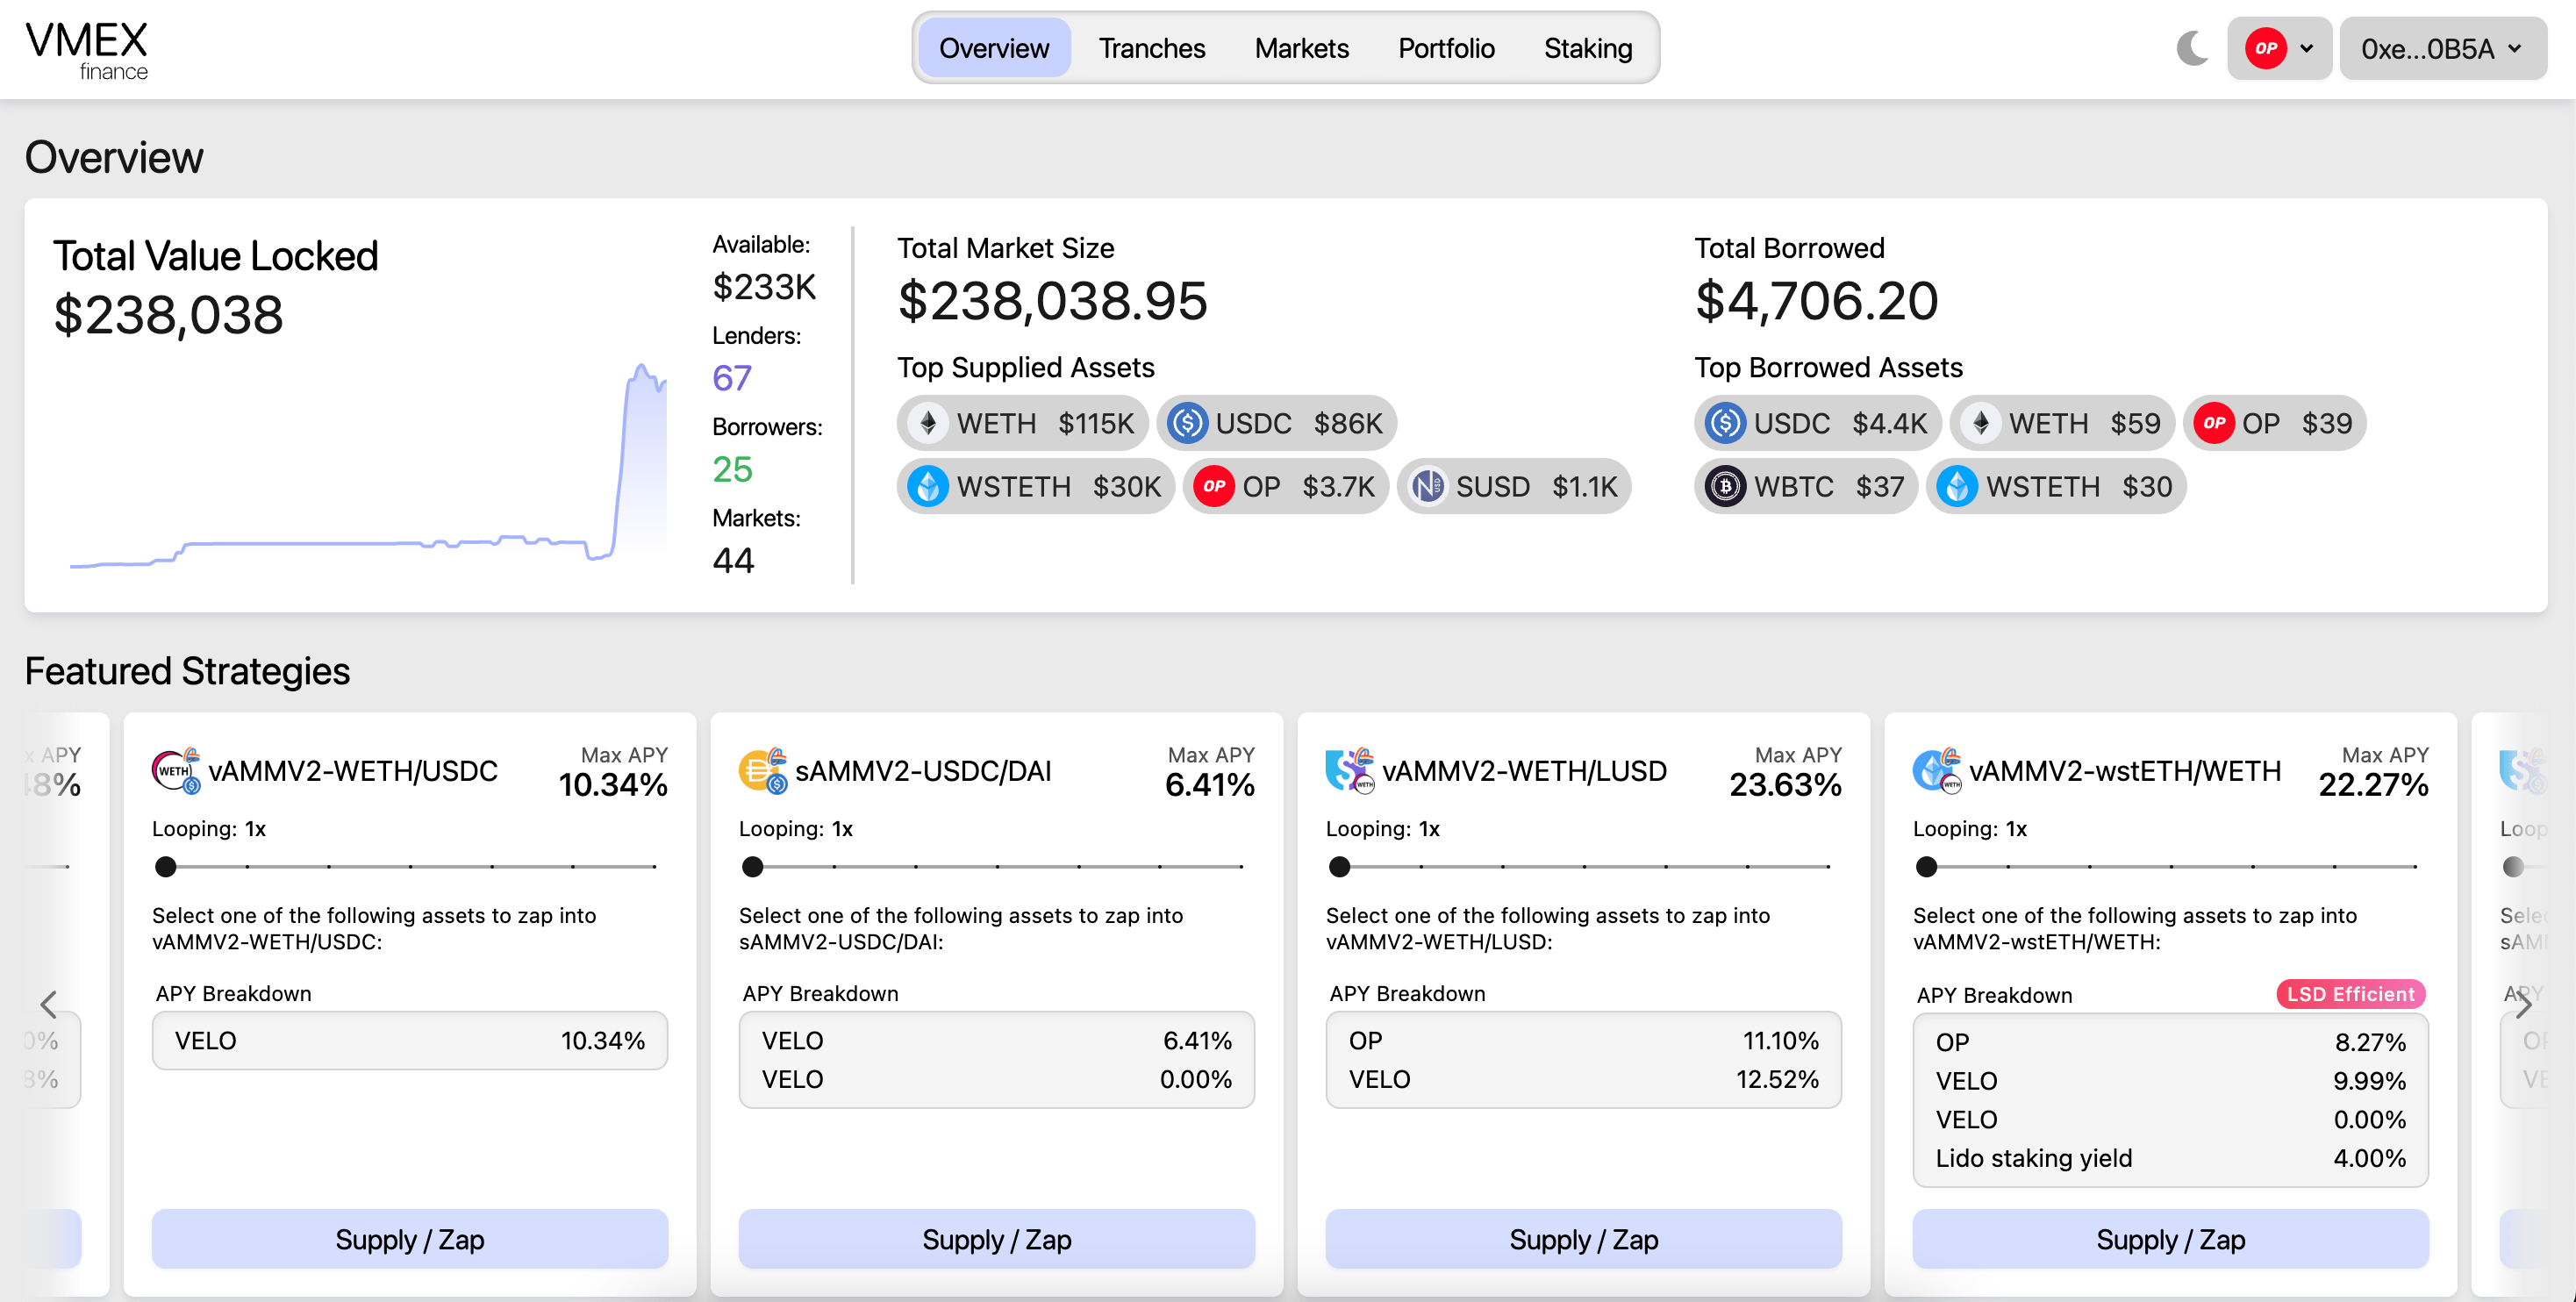 VMEX
finance
Overview
Tranches
Markets
Portfolio
Staking
OP
0xe...0B5A
Overview
Total Value Locked
$238,038
Available:
$233K
Lenders:
67
Borrowers:
25
Markets:
44
Total Market Size
$238,038.95
Top Supplied Assets
WETH $115K
USDC $86K
WSTETH $30K
OP OP $3.7K
SUSD $1.1K
Total Borrowed
$4,706.20
Top Borrowed Assets
USDC $4.4K
WETH $59
OP OP $39
WBTC $37
WSTETH $30
Featured Strategies
APY
WETH
vAMMV2-WETH/USDC
Max APY
10.34%
Looping: 1x
Select one of the following assets to zap into
vAMMV2-WETH/USDC:
APY Breakdown
VELO 10.34%
Supply / Zap
sAMMV2-USDC/DAI
Max APY
6.41%
Looping: 1x
Select one of the following assets to zap into
sAMMV2-USDC/DAI:
APY Breakdown
VELO 6.41%
VELO 0.00%
Supply / Zap
WETH
vAMMV2-WETH/LUSD
Max APY
23.63%
Looping: 1x
Select one of the following assets to zap into
vAMMV2-WETH/LUSD:
APY Breakdown
OP 11.10%
VELO 12.52%
Supply / Zap
WETH
vAMMV2-wstETH/WETH
Max APY
22.27%
Looping: 1x
Select one of the following assets to zap into
vAMMV2-wstETH/WETH:
APY Breakdown
LSD Efficient
OP 8.27%
VELO 9.99%
VELO 0.00%
Lido staking yield 4.00%
Supply / Zap